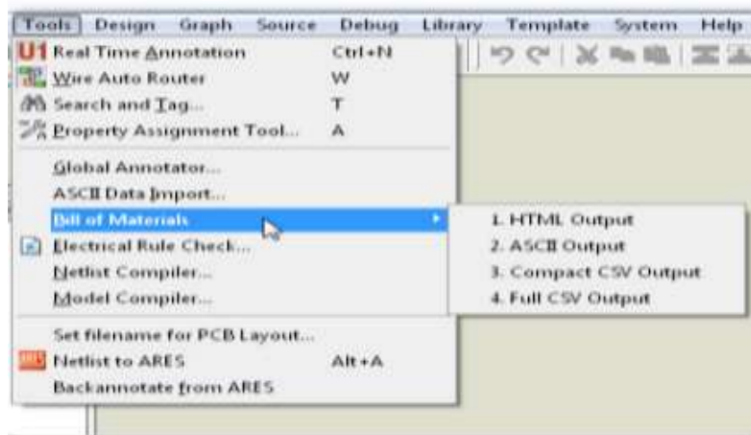 Tools Design Graph Source Debug Library Template System Help
U1 Real Time Annotation Ctrl+N
Wire Auto Router W
Search and Tag... T
Property Assignment Tool... A
Global Annotator...
ASCII Data Import...
Bill of Materials
1. HTML Output
2. ASCII Output
3. Compact CSV Output
4. Full CSV Output
Electrical Rule Check...
Netlist Compiler...
Model Compiler...
Set filename for PCB Layout...
Netlist to ARES Alt+A
Backannotate from ARES